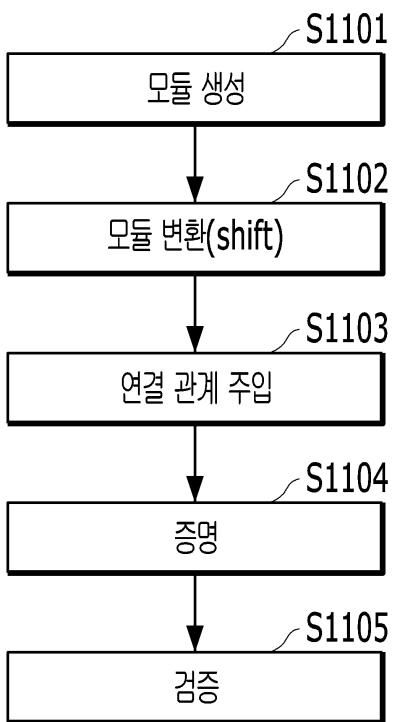 S1101
모듈 생성
S1102
모듈 변환(shift)
S1103
연결 관계 주입
S1104
증명
S1105
검증